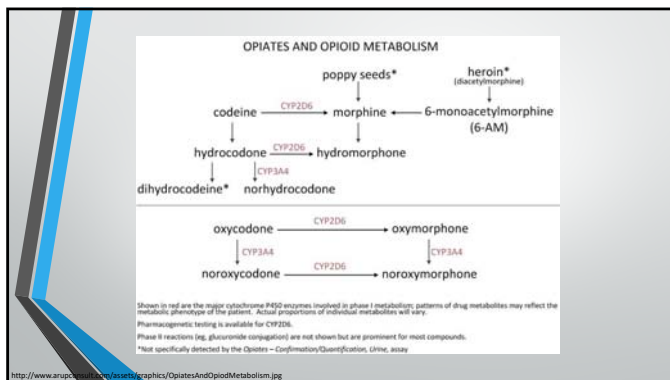 OPIATES AND OPIOID METABOLISM
poppy seeds*
heroin*
(diacetylmorphine)
codeine
CYP2D6
morphine
6-monoacetylmorphine
(6-AM)
hydrocodone
CYP2D6
hydromorphone
CYP3A4
dihydrocodeine*
norhydrocodone
oxycodone
CYP2D6
oxymorphone
CYP3A4
CYP3A4
noroxycodone
CYP2D6
noroxymorphone
Shown in red are the major cytochrome P450 enzymes involved in phase I metabolism; patterns of drug metabolites may reflect the
metabolic phenotype of the patient. Actual proportions of individual metabolites will vary.
Pharmacogenetic testing is available for CYP2D6.
Phase II reactions (eg, glucuronide conjugation) are not shown but are prominent for most compounds.
*Not specifically detected by the Opiates – Confirmation/Quantification, Urine, assay
http://www.arupconsult.com/assets/graphics/OpiatesAndOpiodMetabolism.jpg